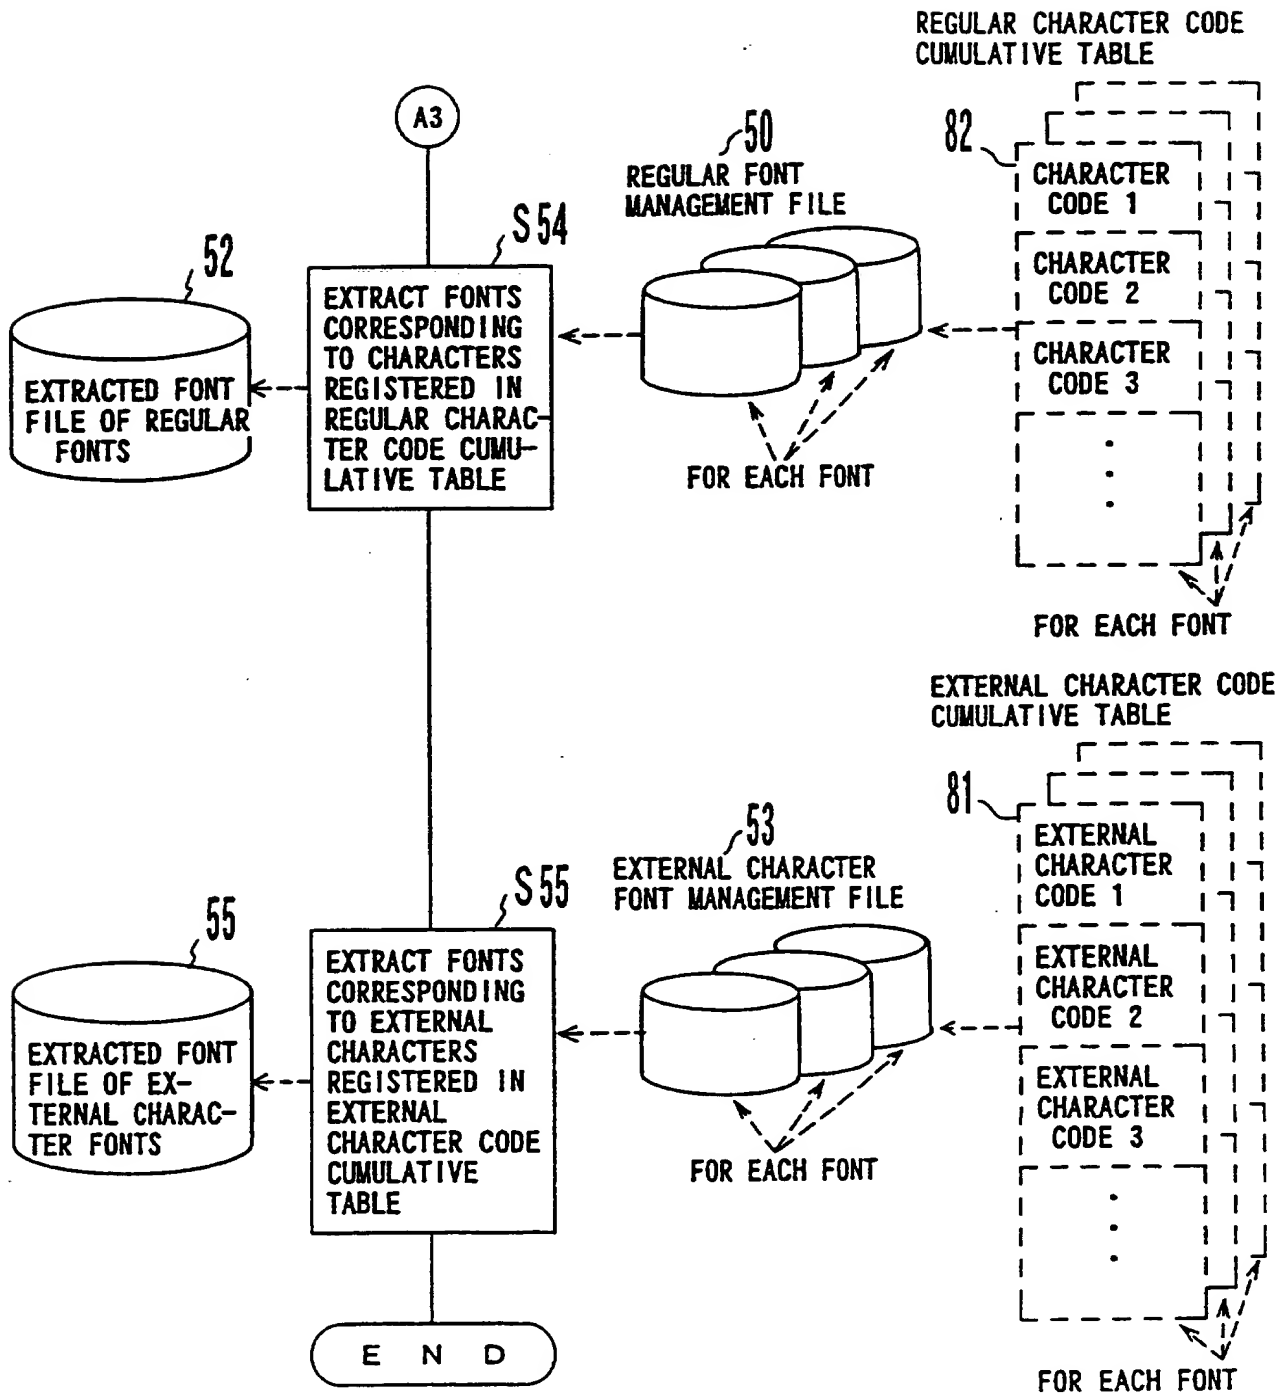 REGULAR CHARACTER CODE
CUMULATIVE TABLE
A3
82
50
REGULAR FONT
MANAGEMENT FILE
CHARACTER
CODE 1
CHARACTER
CODE 2
CHARACTER
CODE 3
S54
52
EXTRACT FONTS
CORRESPONDING
TO CHARACTERS
REGISTERED IN
REGULAR CHARAC-
TER CODE CUMU-
LATIVE TABLE
EXTRACTED FONT
FILE OF REGULAR
FONTS
FOR EACH FONT
FOR EACH FONT
EXTERNAL CHARACTER CODE
CUMULATIVE TABLE
81
53
EXTERNAL CHARACTER
FONT MANAGEMENT FILE
EXTERNAL
CHARACTER
CODE 1
EXTERNAL
CHARACTER
CODE 2
EXTERNAL
CHARACTER
CODE 3
S55
55
EXTRACT FONTS
CORRESPONDING
TO EXTERNAL
CHARACTERS
REGISTERED IN
EXTERNAL
CHARACTER CODE
CUMULATIVE
TABLE
EXTRACTED FONT
FILE OF EX-
TERNAL CHARAC-
TER FONTS
FOR EACH FONT
END
FOR EACH FONT